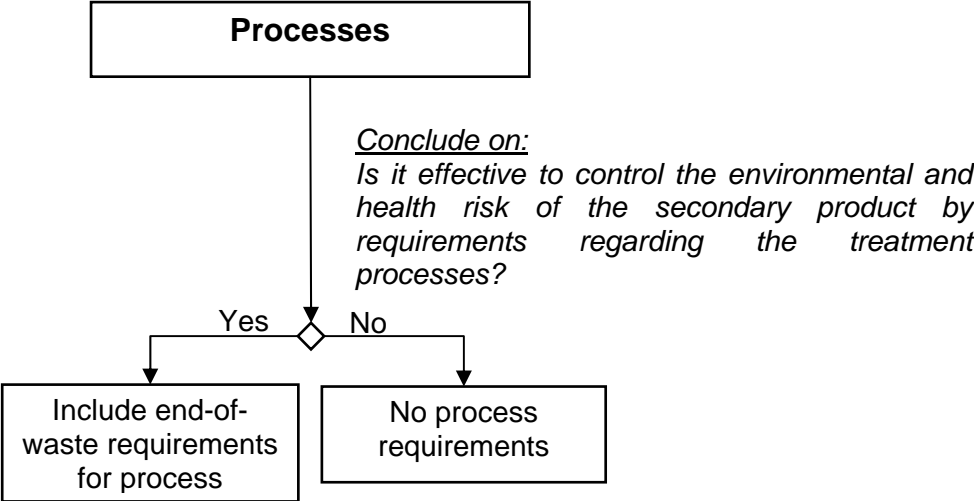 Processes
Conclude on:
Is it effective to control the environmental and
health risk of the secondary product by
requirements regarding the treatment
processes?
Yes
No
Include end-of-
waste requirements
for process
No process
requirements